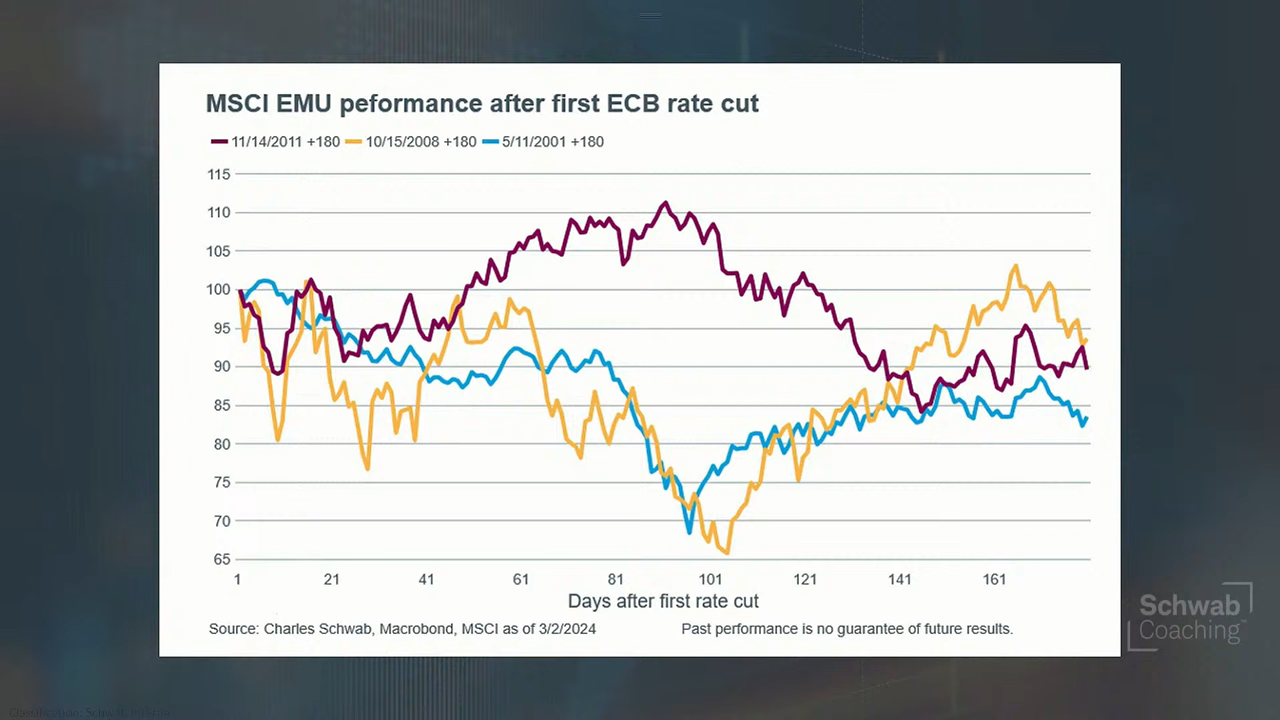 MSCI EMU peformance after first ECB rate cut
11/14/2011 +180 10/15/2008 +180 5/11/2001 +180
115
110
105
100
95
90
85
80
75
70
65
1 21 41 61 81 101 121 141 161
Days after first rate cut
Source: Charles Schwab, Macrobond, MSCI as of 3/2/2024 Past performance is no guarantee of future results.
Schwab
Coaching™